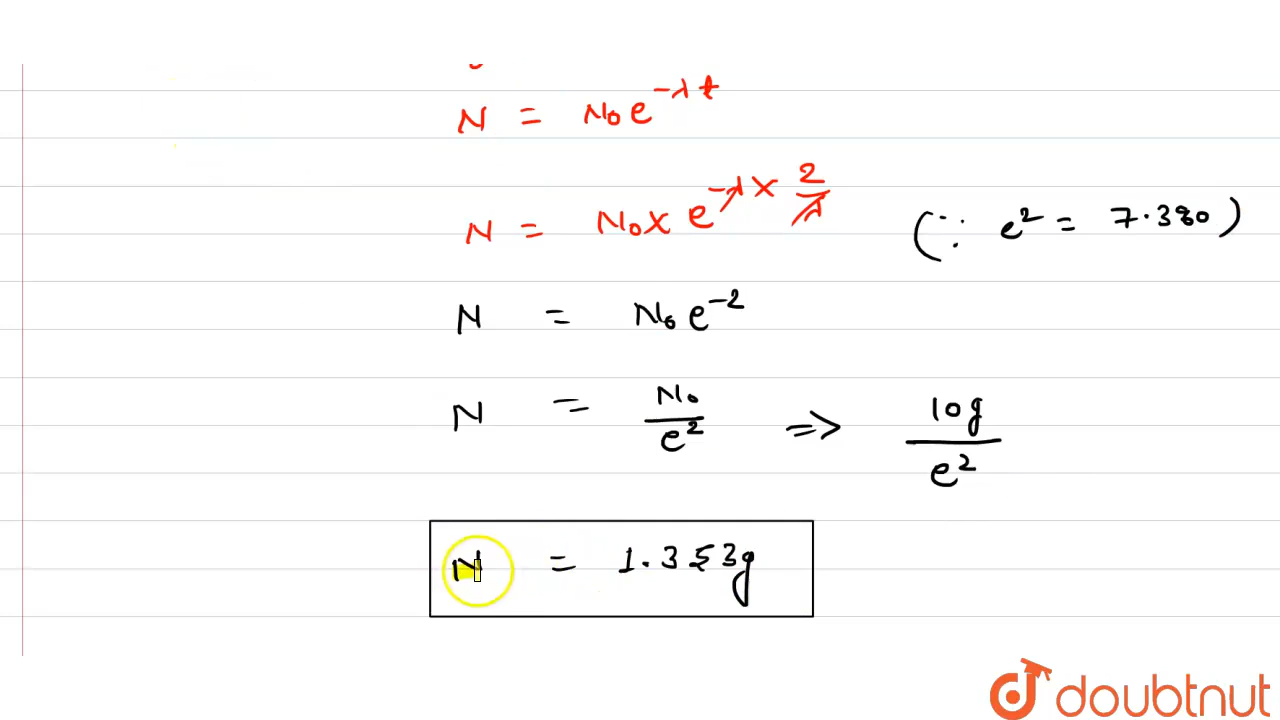 N = N₀e^(-λt)
N = N₀ × e^(-λ × 2/λ)
(∵ e² = 7.380)
N = N₀e⁻²
N = N₀/e² ⇒ 10g/e²
N = 1.353g
doubtnut